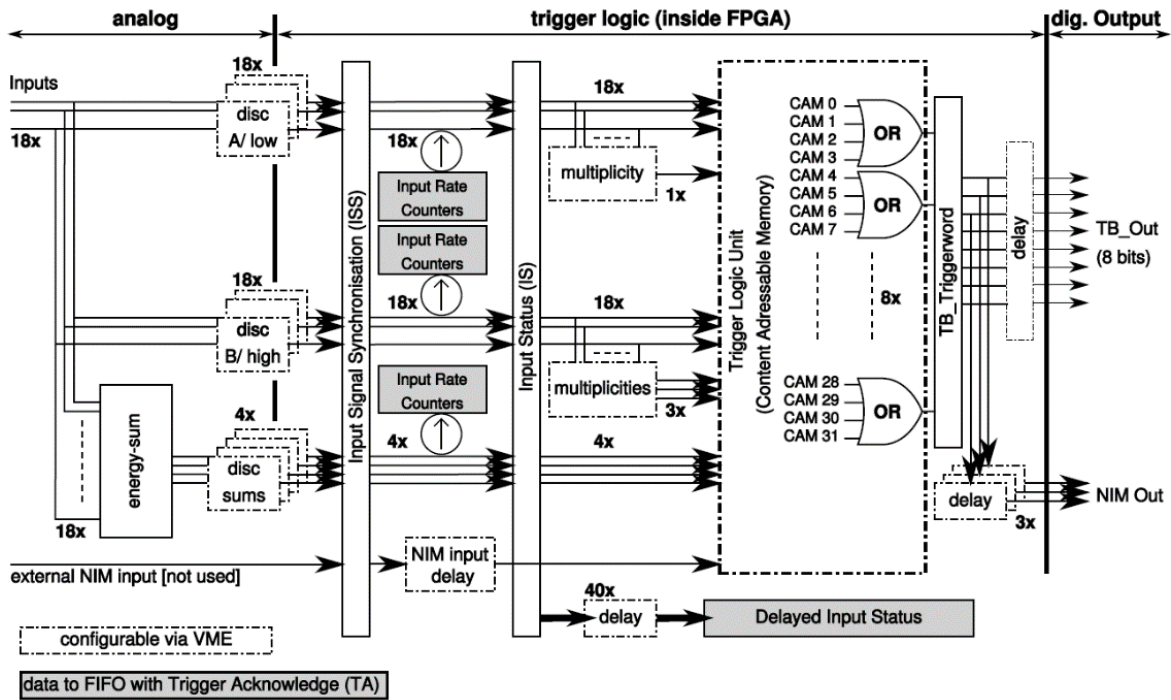 analog
trigger logic (inside FPGA)
dig. Output
Inputs
18x
18x
disc
A/ low
18x
disc
B/ high
4x
disc
sums
energy-sum
18x
external NIM input [not used]
Input Signal Synchronisation (ISS)
18x
Input Rate
Counters
Input Rate
Counters
18x
Input Rate
Counters
4x
NIM input
delay
Input Status (IS)
18x
multiplicity
1x
18x
multiplicities
3x
4x
40x
delay
Delayed Input Status
Trigger Logic Unit
(Content Adressable Memory)
CAM 0
CAM 1
CAM 2
CAM 3
OR
CAM 4
CAM 5
CAM 6
CAM 7
OR
8x
CAM 28
CAM 29
CAM 30
CAM 31
OR
TB_Triggerword
delay
TB_Out
(8 bits)
delay
3x
NIM Out
configurable via VME
data to FIFO with Trigger Acknowledge (TA)